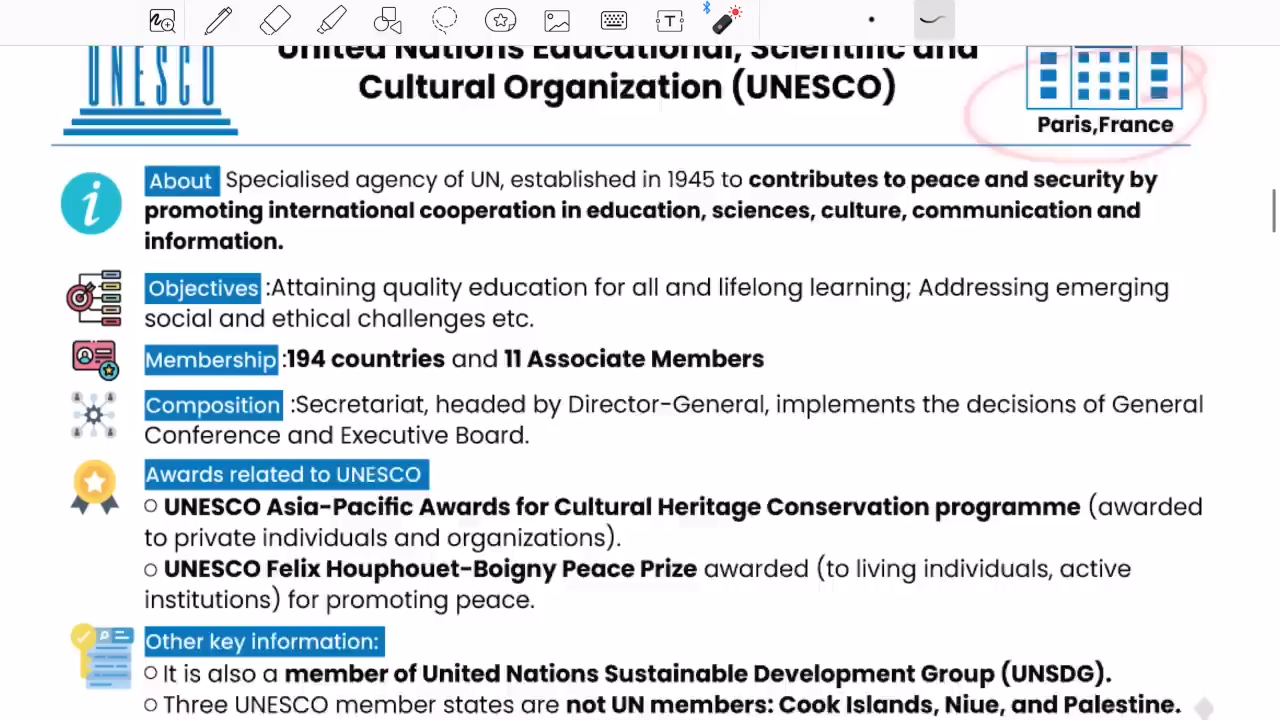 UNESCO
United Nations Educational, Scientific and
Cultural Organization (UNESCO)
Paris,France
About Specialised agency of UN, established in 1945 to contributes to peace and security by
promoting international cooperation in education, sciences, culture, communication and
information.
Objectives :Attaining quality education for all and lifelong learning; Addressing emerging
social and ethical challenges etc.
Membership :194 countries and 11 Associate Members
Composition :Secretariat, headed by Director-General, implements the decisions of General
Conference and Executive Board.
Awards related to UNESCO
○ UNESCO Asia-Pacific Awards for Cultural Heritage Conservation programme (awarded
to private individuals and organizations).
○ UNESCO Felix Houphouet-Boigny Peace Prize awarded (to living individuals, active
institutions) for promoting peace.
Other key information:
○ It is also a member of United Nations Sustainable Development Group (UNSDG).
○ Three UNESCO member states are not UN members: Cook Islands, Niue, and Palestine.